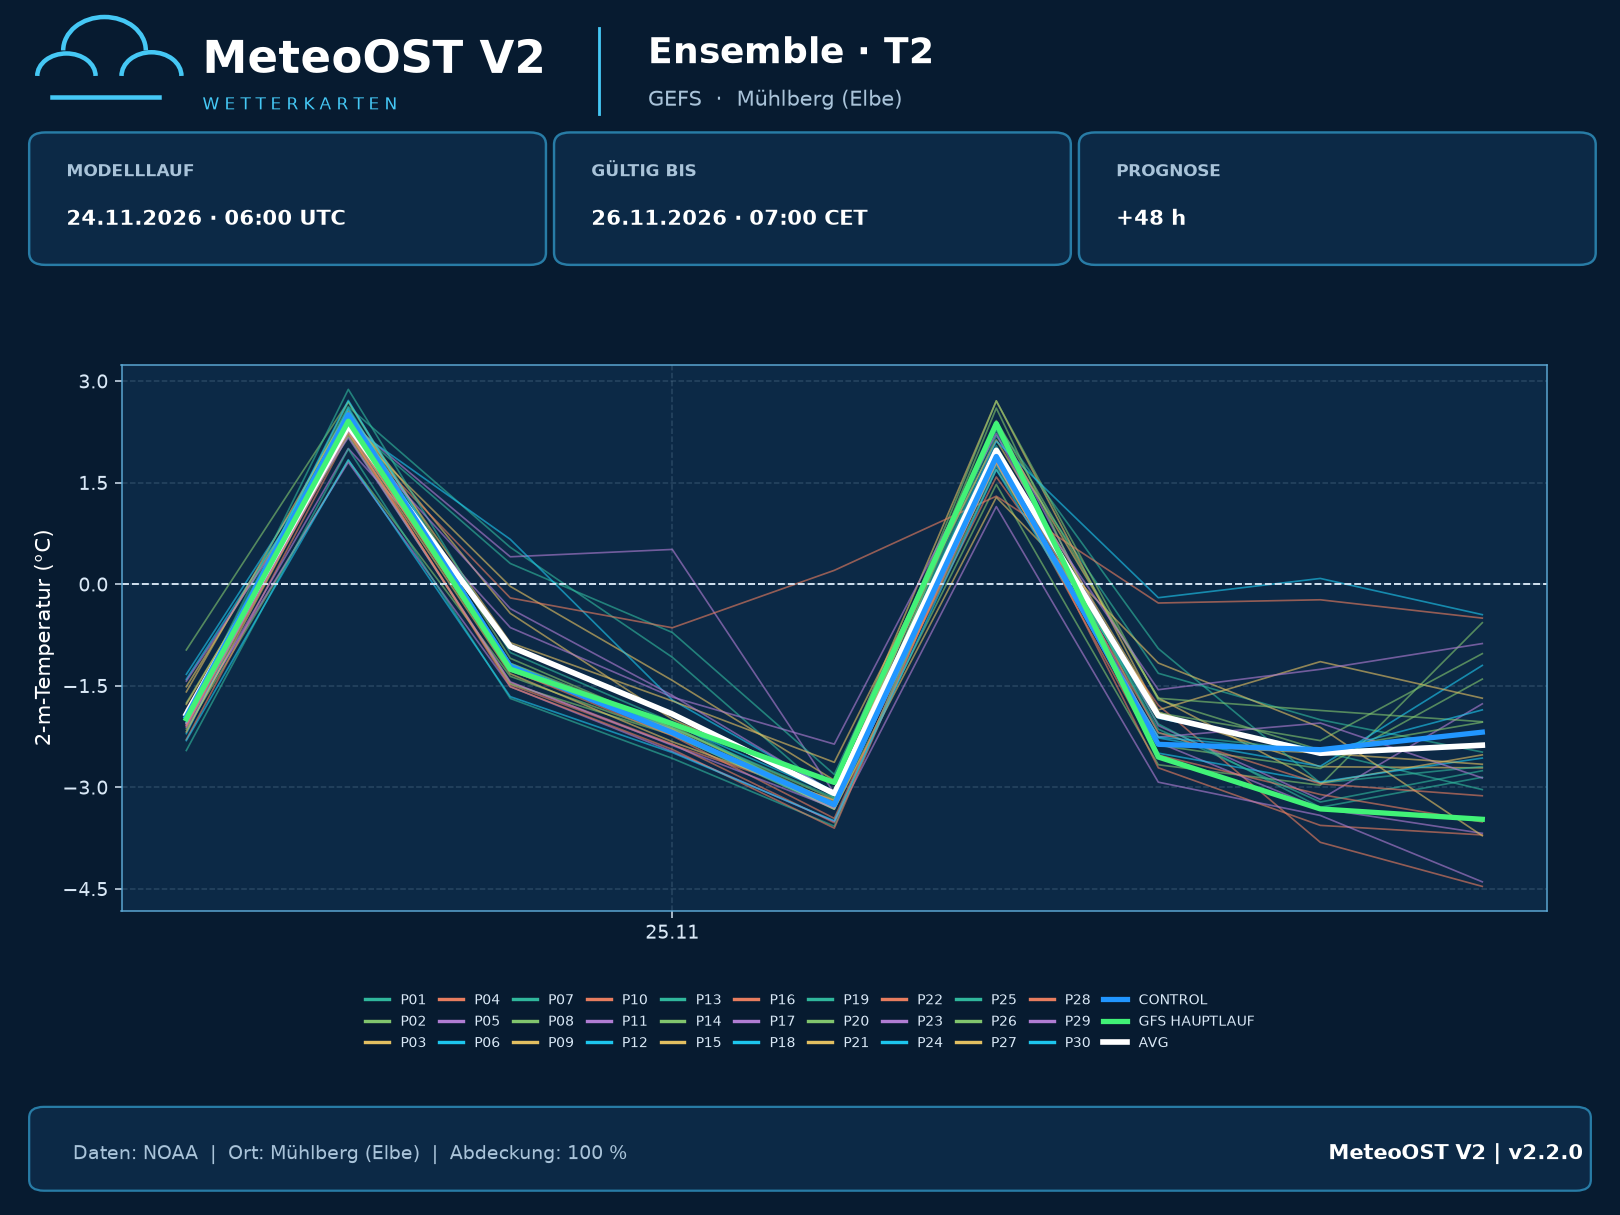 MeteoOST V2
WETTERKARTEN
Ensemble · T2
GEFS · Mühlberg (Elbe)
MODELLLAUF
24.11.2026 · 06:00 UTC
GÜLTIG BIS
26.11.2026 · 07:00 CET
PROGNOSE
+48 h
2-m-Temperatur (°C)
3.0
1.5
0.0
−1.5
−3.0
−4.5
25.11
P01 P04 P07 P10 P13 P16 P19 P22 P25 P28 CONTROL
P02 P05 P08 P11 P14 P17 P20 P23 P26 P29 GFS HAUPTLAUF
P03 P06 P09 P12 P15 P18 P21 P24 P27 P30 AVG
Daten: NOAA | Ort: Mühlberg (Elbe) | Abdeckung: 100 %
MeteoOST V2 | v2.2.0